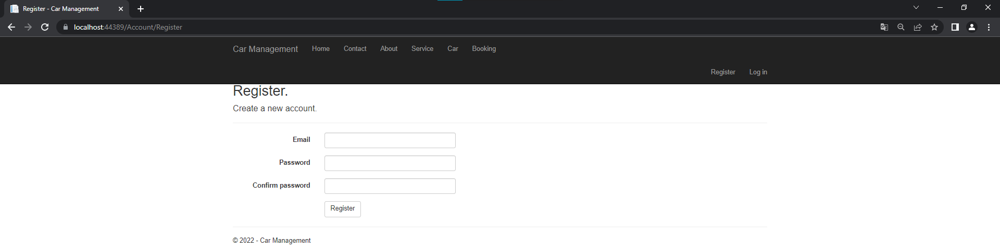 Register - Car Management
localhost:44389/Account/Register
Car Management Home Contact About Service Car Booking
Register Log in
Register.
Create a new account.
Email
Password
Confirm password
Register
© 2022 - Car Management